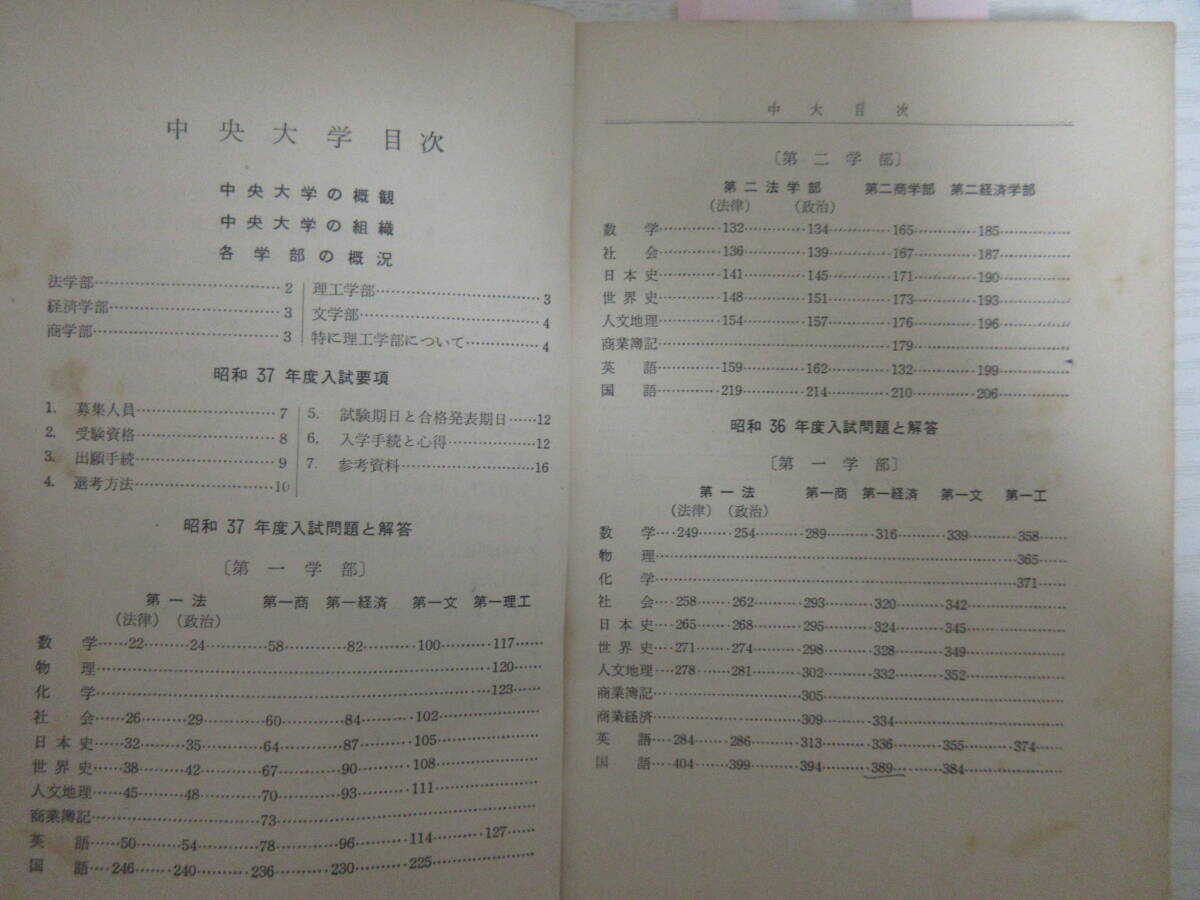 中央大学目次
中央大学の概観
中央大学の組織
各学部の概況
法学部……2
経済学部……3
商学部……3
理工学部……3
文学部……4
特に理工学部について……4
昭和 37 年度入試要項
1. 募集人員……7
2. 受験資格……8
3. 出願手続……9
4. 選考方法……10
5. 試験期日と合格発表期日……12
6. 入学手続と心得……12
7. 参考資料……16
昭和 37 年度入試問題と解答
〔第一学部〕
第一法 第一商 第一経済 第一文 第一理工
(法律) (政治)
数学……22……24……58……82……100……117……
物理……120……
化学……123……
社会……26……29……60……84……102……
日本史……32……35……64……87……105……
世界史……38……42……67……90……108……
人文地理……45……48……70……93……111……
商業簿記……73……
英語……50……54……78……96……114……127……
国語……246……240……236……230……225……
中大目次
〔第二学部〕
第二法学部 第二商学部 第二経済学部
(法律) (政治)
数学……132……134……165……185……
社会……136……139……167……187……
日本史……141……145……171……190……
世界史……148……151……173……193……
人文地理……154……157……176……196……
商業簿記……179……
英語……159……162……132……199……
国語……219……214……210……206……
昭和 36 年度入試問題と解答
〔第一学部〕
第一法 第一商 第一経済 第一文 第一工
(法律) (政治)
数学……249……254……289……316……339……358……
物理……365……
化学……371……
社会……258……262……293……320……342……
日本史……265……268……295……324……345……
世界史……271……274……298……328……349……
人文地理……278……281……302……332……352……
商業簿記……305……
商業経済……309……334……
英語……284……286……313……336……355……374……
国語……404……399……394……389……384……